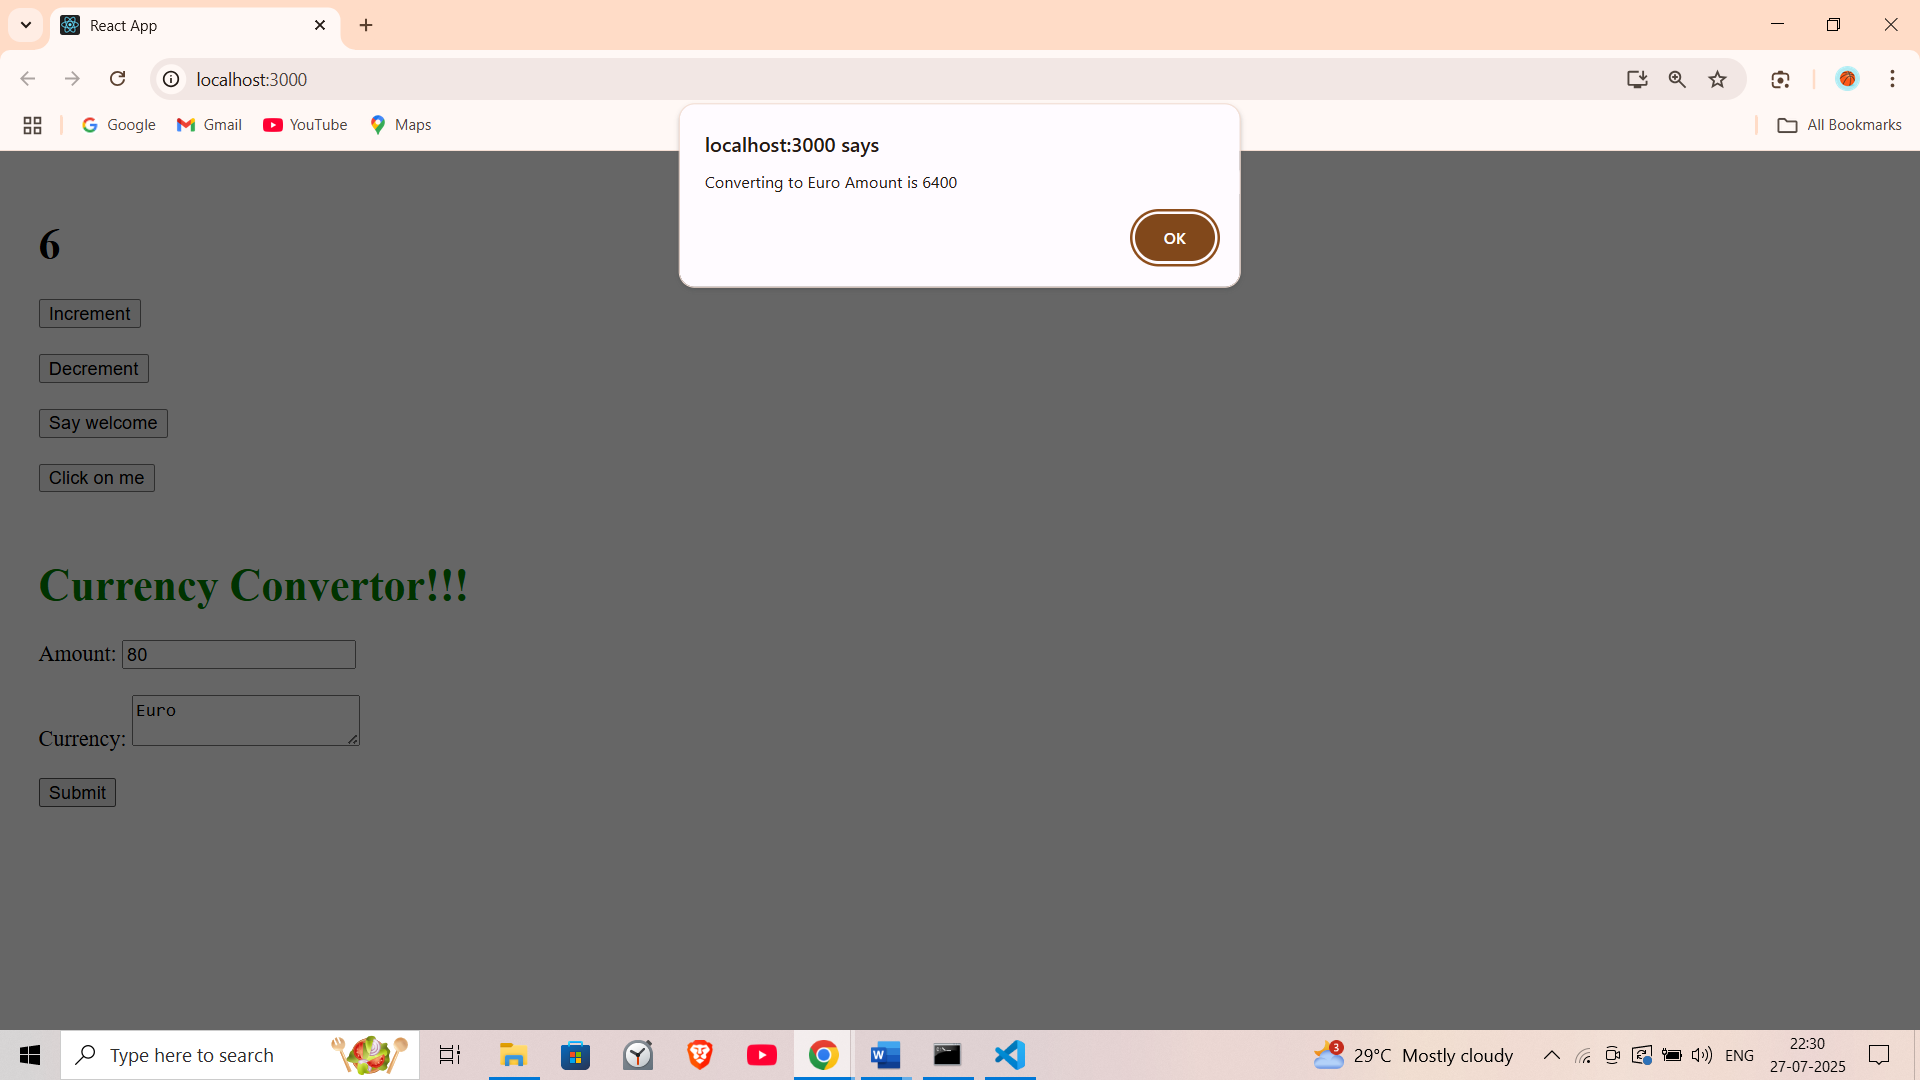 React App
localhost:3000
Google
Gmail
YouTube
Maps
All Bookmarks
localhost:3000 says
Converting to Euro Amount is 6400
OK
6
Increment
Decrement
Say welcome
Click on me
Currency Convertor!!!
Amount: 80
Currency: Euro
Submit
Type here to search
3
29°C Mostly cloudy
ENG
22:30
27-07-2025